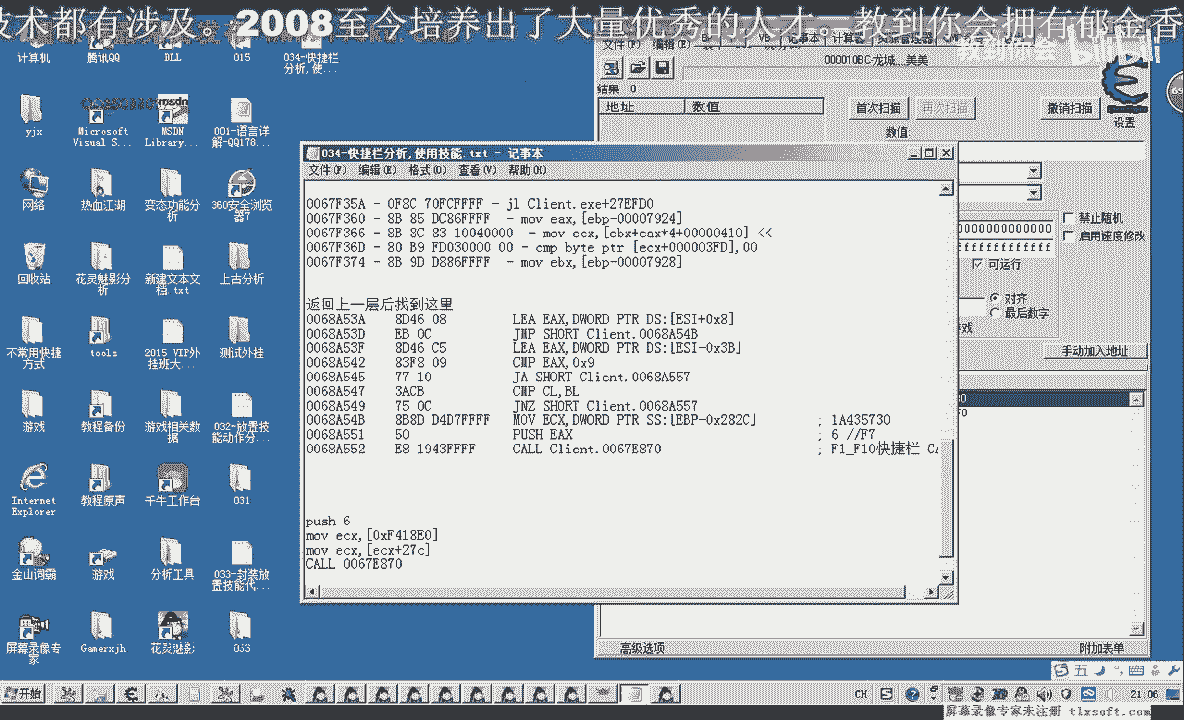 技术都有涉及。2008至今培养出了大量优秀的人才。教到你会拥有郁金香
计算机
腾讯QQ
DLL
015
034-快捷栏分析,使...
yjx
Microsoft Visual S...
MSDN Library...
001-语言详解-QQ178...
网络
热血江湖
变态功能分析
360安全浏览器7
回收站
花灵魅影分析
新建文本文档.txt
上古分析
不常用快捷方式
tools
2015 VIP外挂班大...
测试外挂
游戏
教程备份
游戏相关数据
032-放置技能动作分...
Internet Explorer
教程原声
千牛工作台
031
金山词霸
游戏
分析工具
033-封装放置技能代...
屏幕录像专家
Gamerxjh
花灵魅影
033
文件(F) 编辑(E)
000010BC-龙城__美美
结果 0
地址 数值
首次扫描 再次扫描 撤消扫描
设置
数值
禁止随机
启用速度修改
可运行
对齐
最后数字
手动加入地址
高级选项 附加表单
034-快捷栏分析,使用技能.txt - 记事本
文件(F) 编辑(E) 格式(O) 查看(V) 帮助(H)
0067F35A - 0F8C 70FCFFFF - jl Client.exe+27EFD0
0067F360 - 8B 85 DC86FFFF - mov eax,[ebp-00007924]
0067F366 - 8B 8C 83 10040000 - mov ecx,[ebx+eax*4+00000410] <<
0067F36D - 80 B9 FD030000 00 - cmp byte ptr [ecx+000003FD],00
0067F374 - 8B 9D D886FFFF - mov ebx,[ebp-00007928]
返回上一层后找到这里
0068A53A 8D46 08 LEA EAX,DWORD PTR DS:[ESI+0x8]
0068A53D EB 0C JMP SHORT Client.0068A54B
0068A53F 8D46 C5 LEA EAX,DWORD PTR DS:[ESI-0x3B]
0068A542 83F8 09 CMP EAX,0x9
0068A545 77 10 JA SHORT Client.0068A557
0068A547 3ACB CMP CL,BL
0068A549 75 0C JNZ SHORT Client.0068A557
0068A54B 8B8D D4D7FFFF MOV ECX,DWORD PTR SS:[EBP-0x282C] ; 1A435730
0068A551 50 PUSH EAX ; 6 //F7
0068A552 E8 1943FFFF CALL Client.0067E870 ; F1_F10快捷栏 CA
push 6
mov ecx,[0xF418E0]
mov ecx,[ecx+27c]
CALL 0067E870
开始
CH
21:06
屏幕录像专家未注册 tlxsoft.com